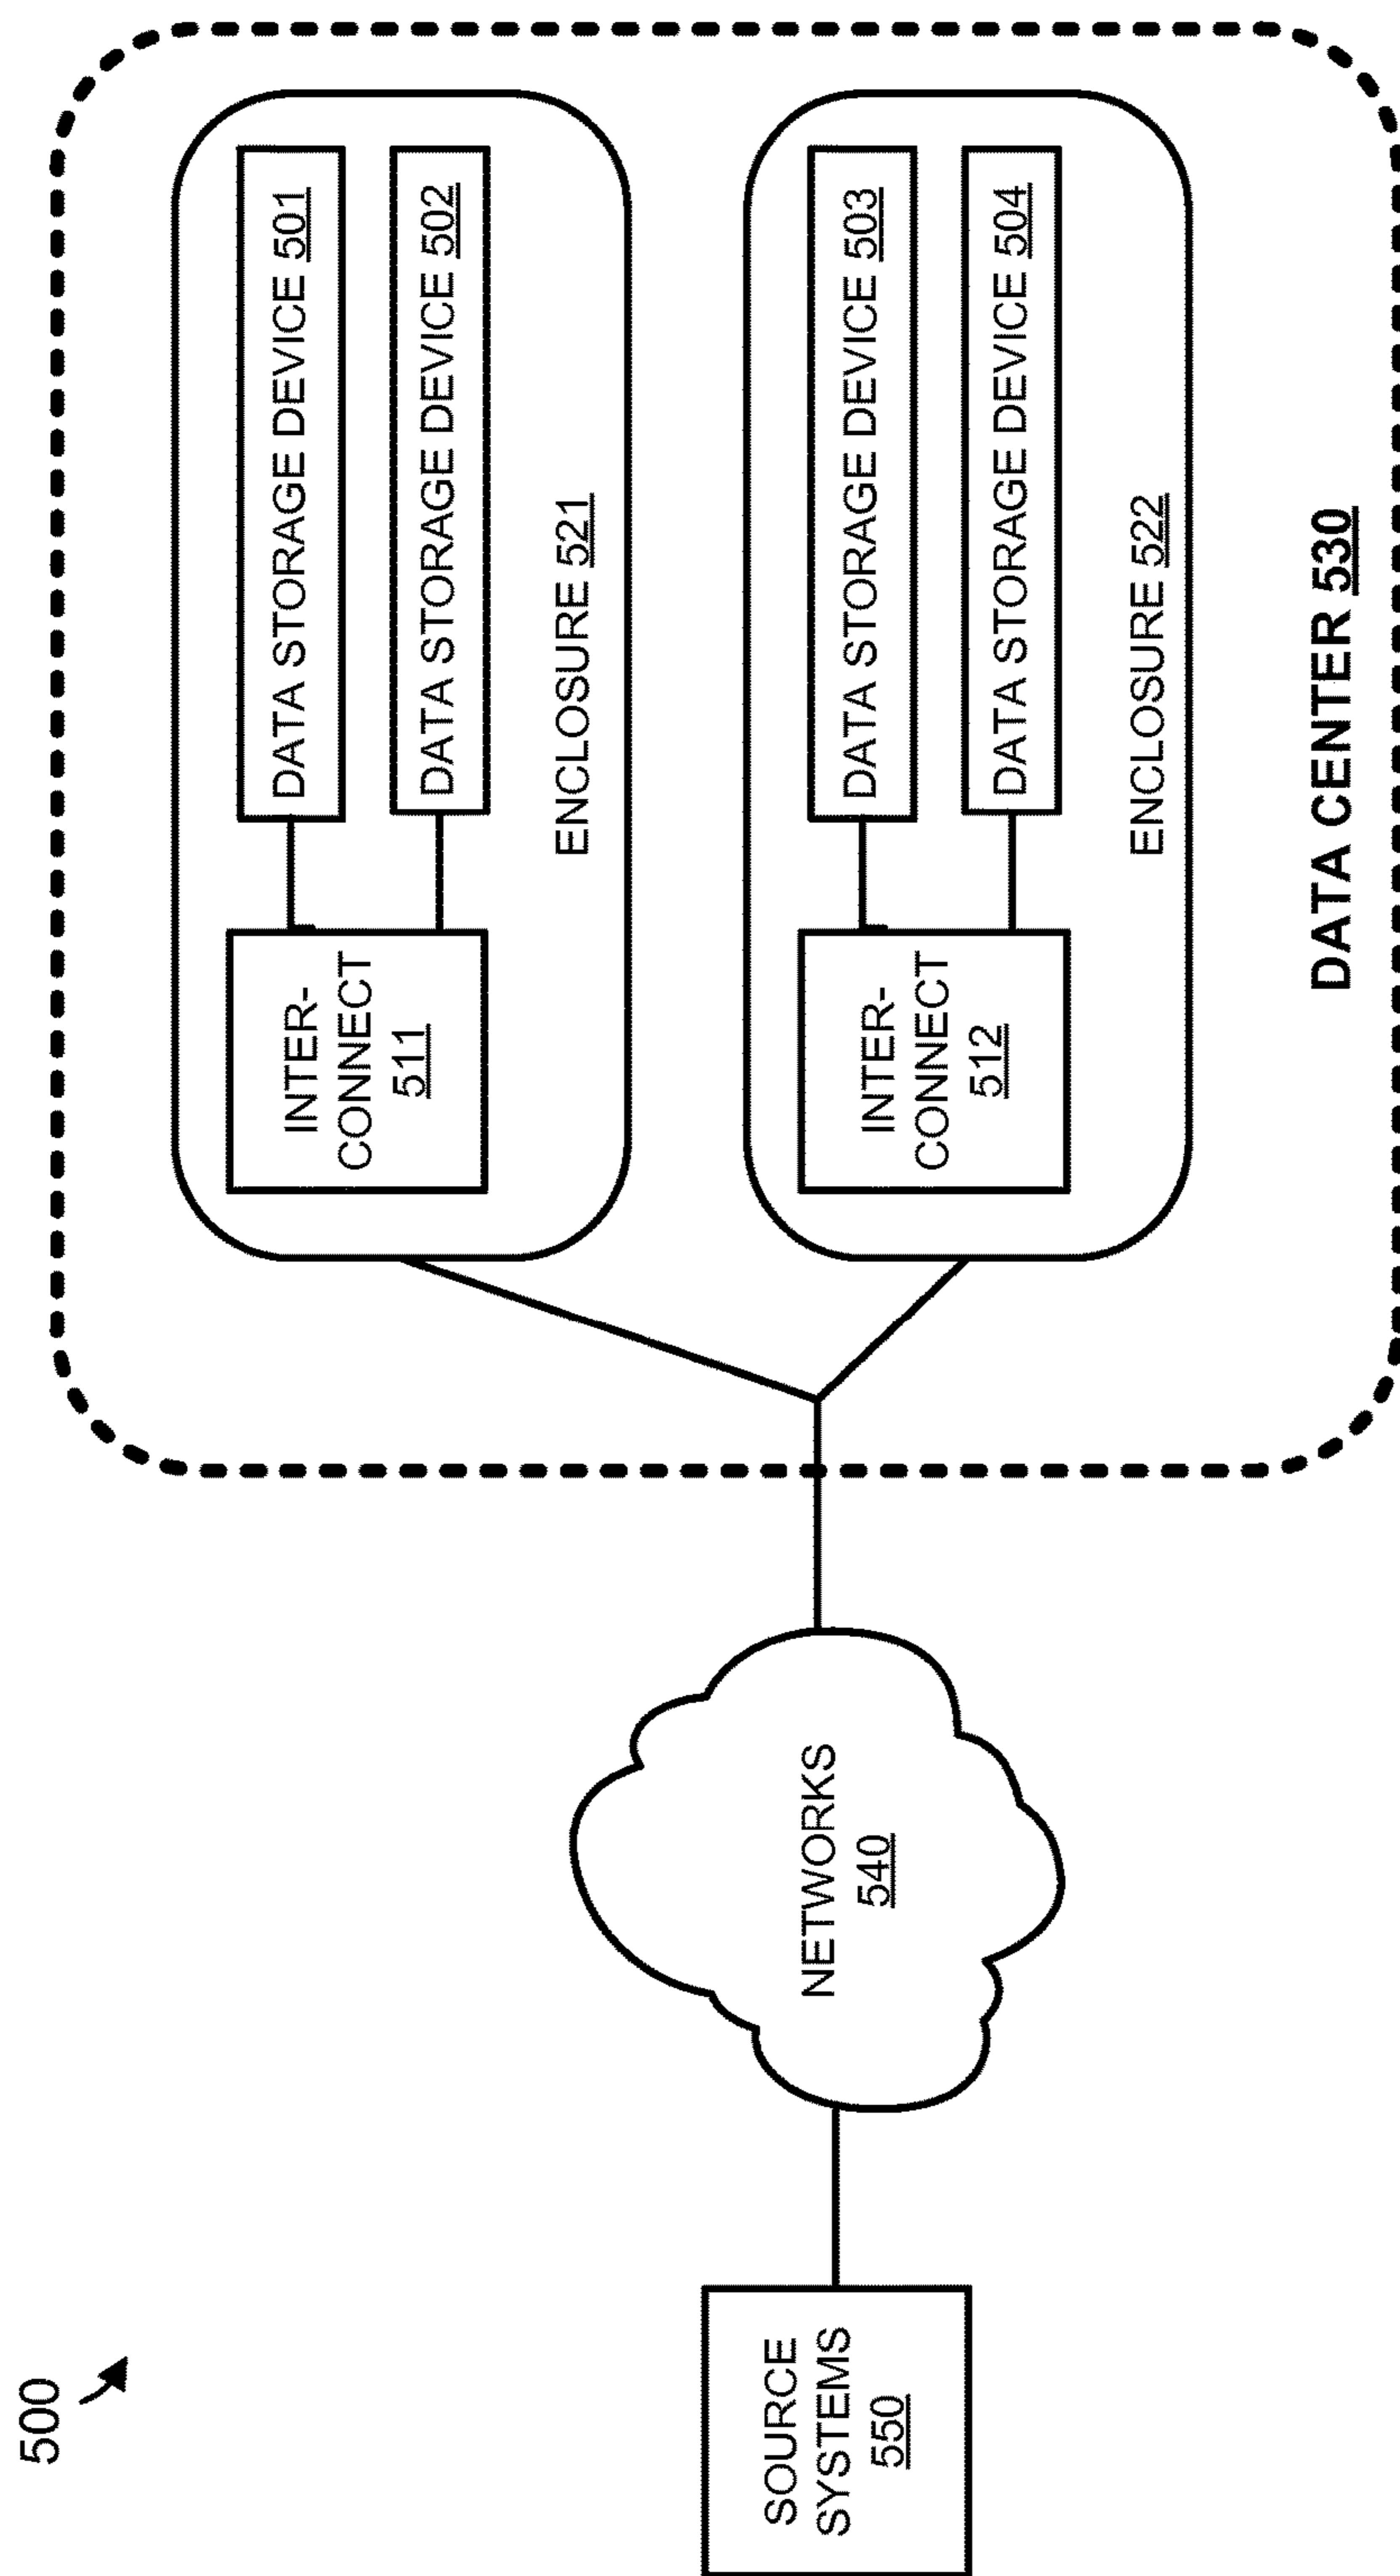 500
SOURCE
SYSTEMS
550
NETWORKS
540
INTER-
CONNECT
511
DATA STORAGE DEVICE 501
DATA STORAGE DEVICE 502
ENCLOSURE 521
INTER-
CONNECT
512
DATA STORAGE DEVICE 503
DATA STORAGE DEVICE 504
ENCLOSURE 522
DATA CENTER 530